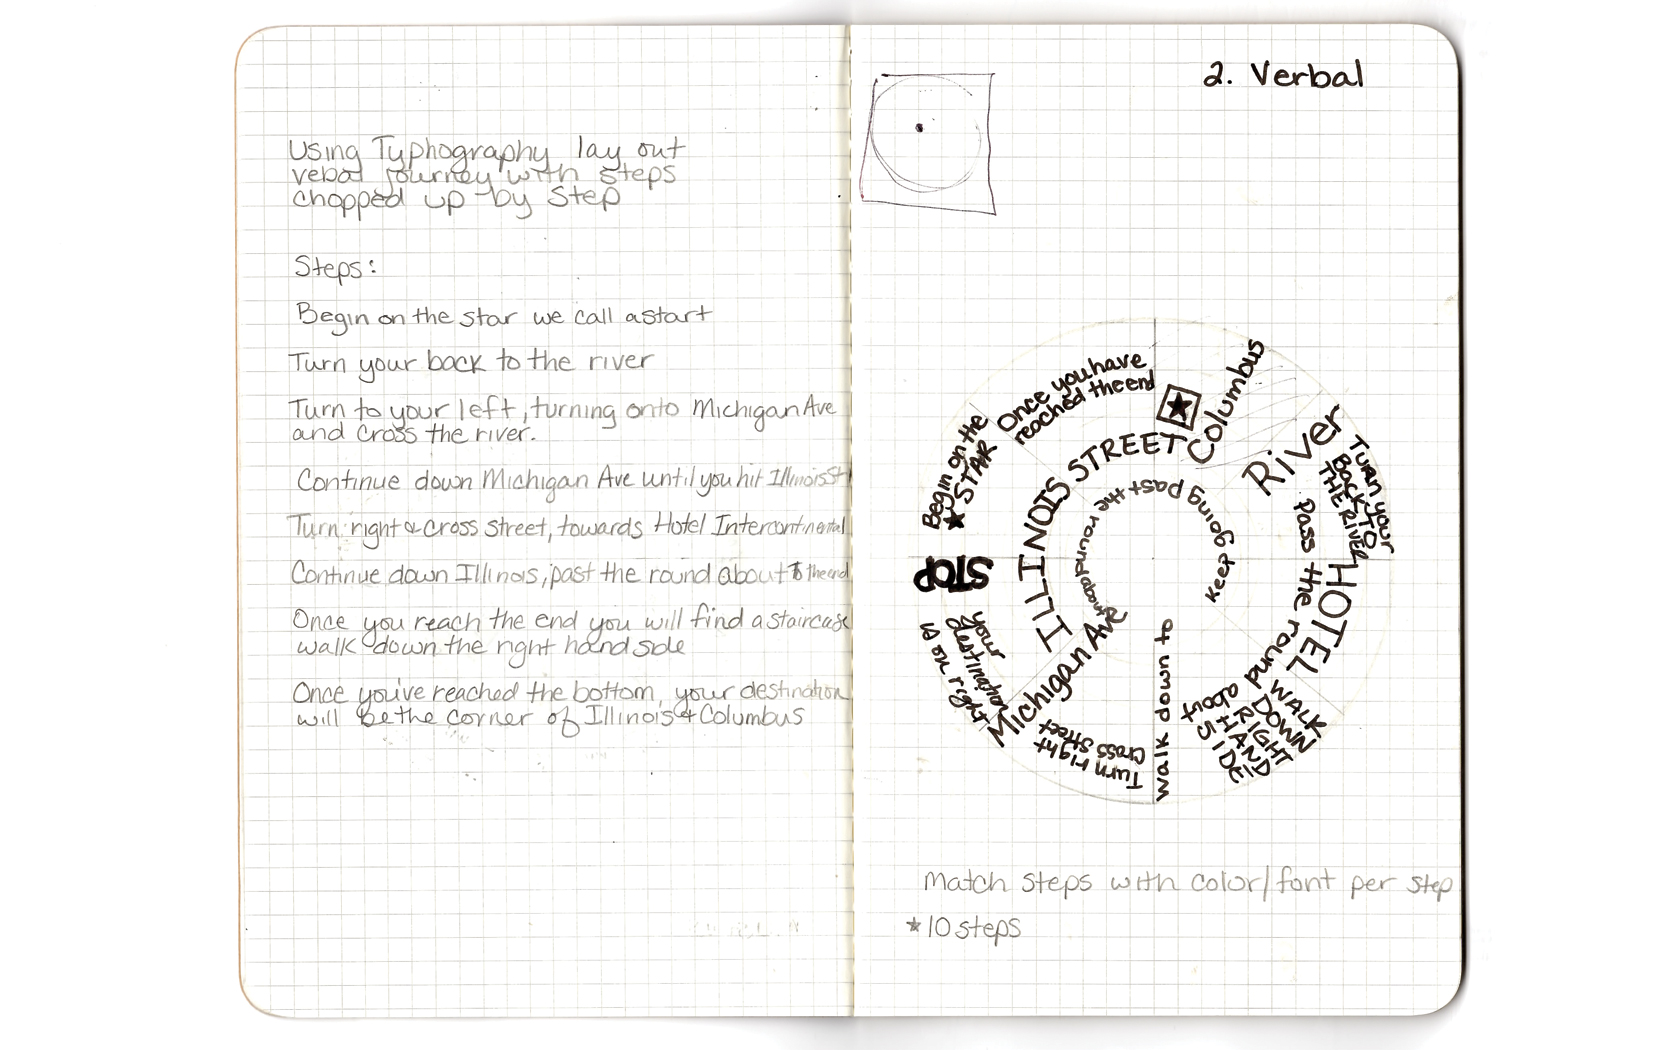 Using Typhography lay out
vebal journey with steps
chopped up by Step
Steps:
Begin on the star we call a start
Turn your back to the river
Turn to your left, turning onto Michigan Ave
and cross the river.
Continue down Michigan Ave until you hit Illinois St
Turn right & cross street, towards Hotel Intercontinental
Continue down Illinois, past the round about to the end
Once you reach the end you will find a staircase
walk down the right hand side
Once you've reached the bottom, your destination
will be the corner of Illinois & Columbus
2. Verbal
Once you have
reached the end
Columbus
River
Turn your
BACK TO
THE RIVER
Begin on the
★ STAR
ILLINOIS STREET
Keep going past the roundabout
Pass the round
about
HOTEL
STOP
your
destination
is on right
Michigan Ave
Turn right
Cross Street
walk down to
WALK
DOWN
RIGHT
HAND
SIDE
Match steps with color/font per step
★ 10 steps